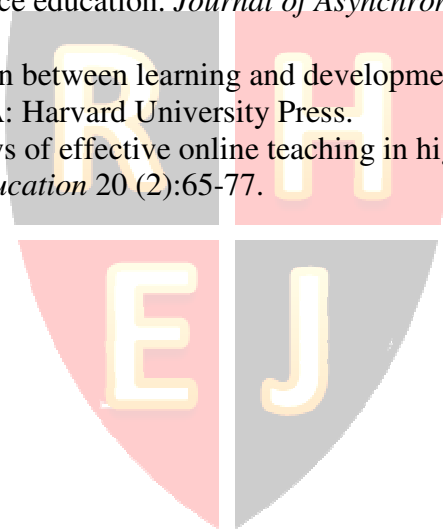 ce education. Journal of Asynchron
n between learning and developme
A: Harvard University Press.
ws of effective online teaching in hig
ucation 20 (2):65-77.
R H
E J